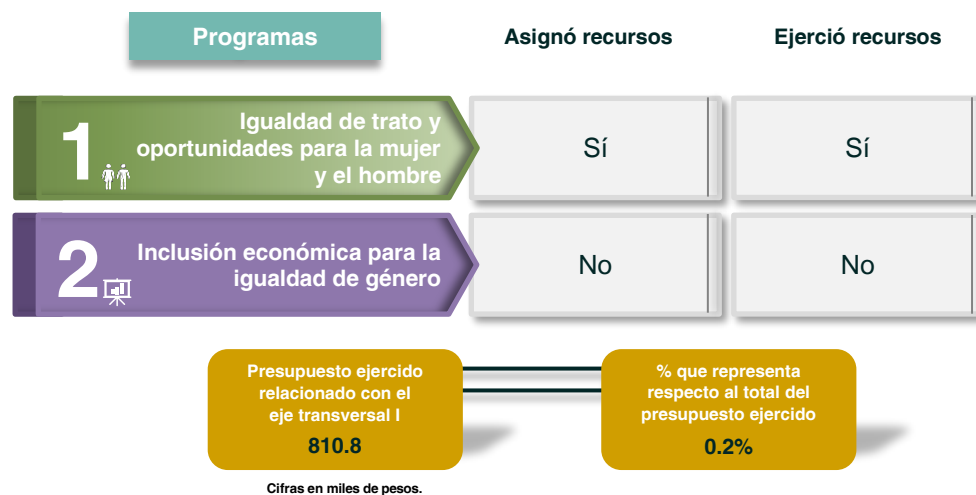 Programas
Asignó recursos
Ejerció recursos
1
Igualdad de trato y
oportunidades para la mujer
y el hombre
Sí
Sí
2
Inclusión económica para la
igualdad de género
No
No
Presupuesto ejercido
relacionado con el
eje transversal I
810.8
% que representa
respecto al total del
presupuesto ejercido
0.2%
Cifras en miles de pesos.